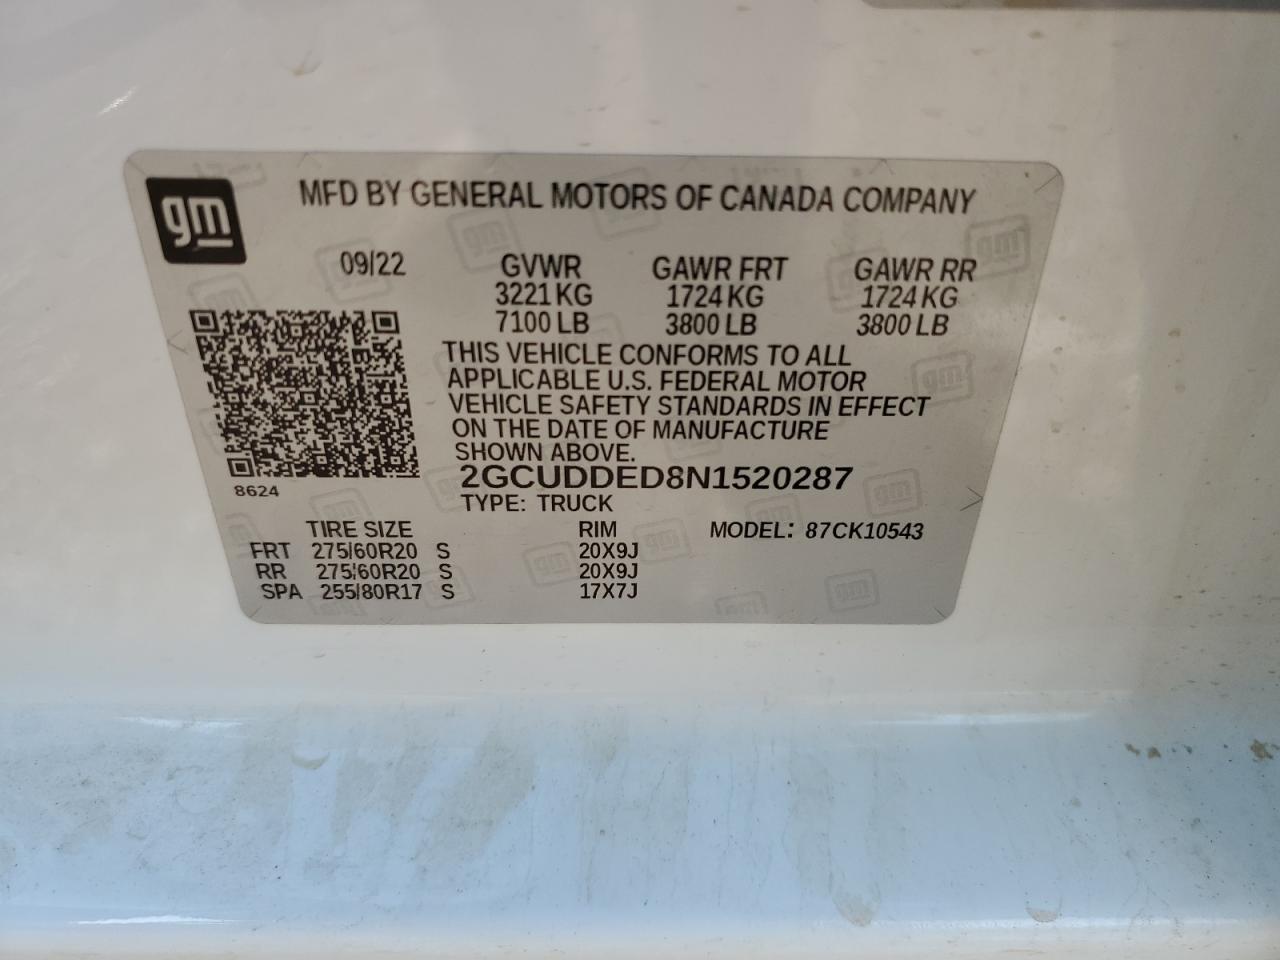 gm
MFD BY GENERAL MOTORS OF CANADA COMPANY
09/22 GVWR GAWR FRT GAWR RR
3221 KG 1724 KG 1724 KG
7100 LB 3800 LB 3800 LB
THIS VEHICLE CONFORMS TO ALL
APPLICABLE U.S. FEDERAL MOTOR
VEHICLE SAFETY STANDARDS IN EFFECT
ON THE DATE OF MANUFACTURE
SHOWN ABOVE.
2GCUDDED8N1520287
8624
TYPE: TRUCK
TIRE SIZE RIM MODEL: 87CK10543
FRT 275/60R20 S 20X9J
RR 275/60R20 S 20X9J
SPA 255/80R17 S 17X7J